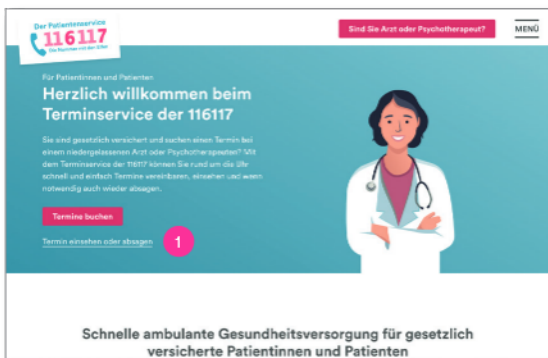 Der Patientenservice
116117
Die Nummer mit den Elfen
Sind Sie Arzt oder Psychotherapeut?
MENÜ
Für Patientinnen und Patienten
Herzlich willkommen beim
Terminservice der 116117
Sie sind gesetzlich versichert und suchen einen Termin bei
einem niedergelassenen Arzt oder Psychotherapeuten? Mit
dem Terminservice der 116117 können Sie rund um die Uhr
schnell und einfach Termine vereinbaren, einsehen und wenn
notwendig auch wieder absagen.
Termine buchen
Termin einsehen oder absagen
1
Schnelle ambulante Gesundheitsversorgung für gesetzlich
versicherte Patientinnen und Patienten